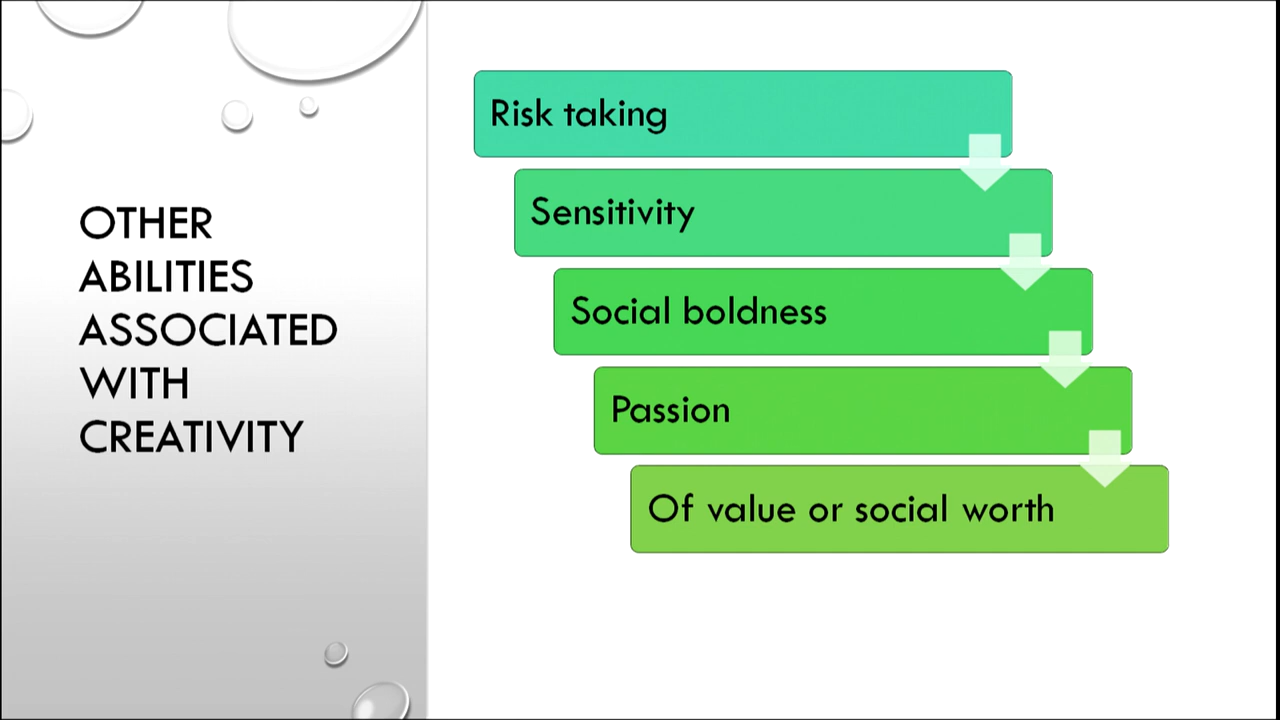 OTHER
ABILITIES
ASSOCIATED
WITH
CREATIVITY
Risk taking
Sensitivity
Social boldness
Passion
Of value or social worth